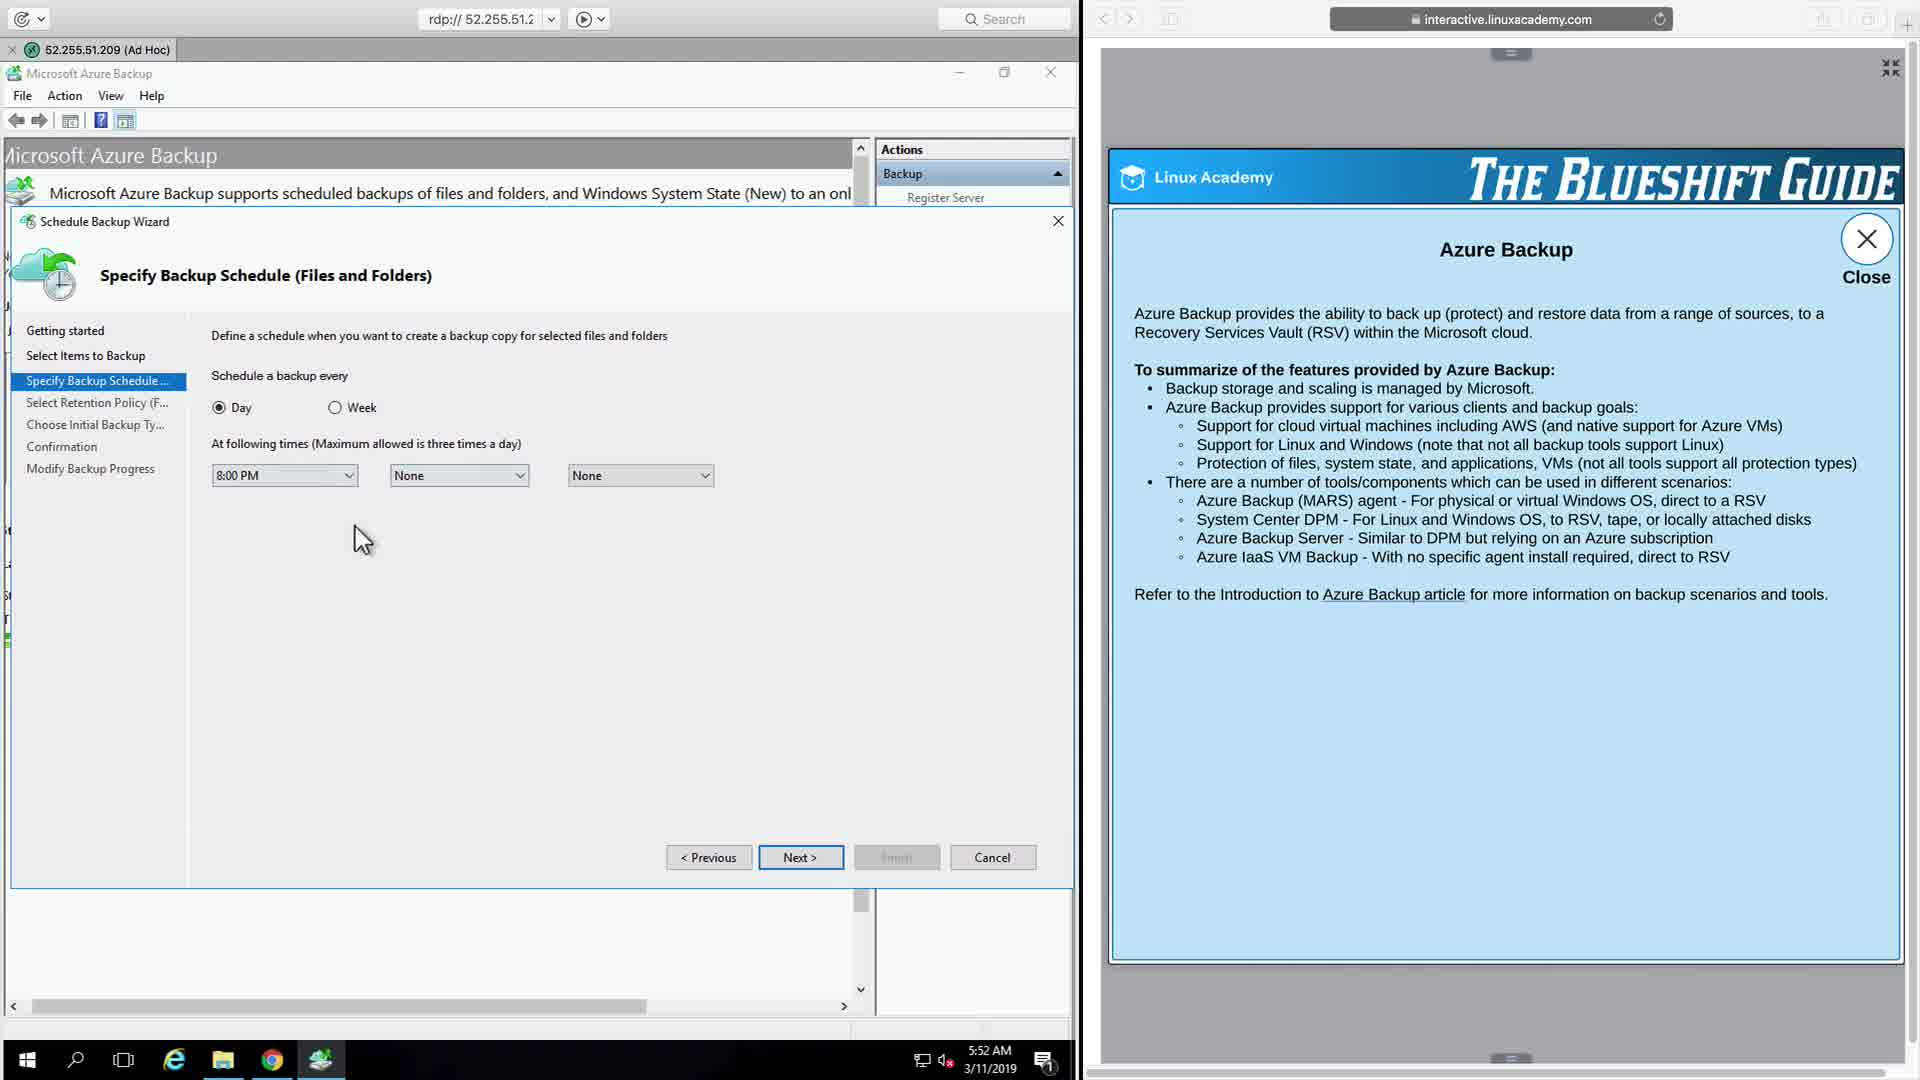 rdp:// 52.255.51.2
Search
52.255.51.209 (Ad Hoc)
Microsoft Azure Backup
File Action View Help
Microsoft Azure Backup
Microsoft Azure Backup supports scheduled backups of files and folders, and Windows System State (New) to an onl
Actions
Backup
Register Server
Schedule Backup Wizard
Specify Backup Schedule (Files and Folders)
Getting started
Select Items to Backup
Specify Backup Schedule ...
Select Retention Policy (F...
Choose Initial Backup Ty...
Confirmation
Modify Backup Progress
Define a schedule when you want to create a backup copy for selected files and folders
Schedule a backup every
Day Week
At following times (Maximum allowed is three times a day)
8:00 PM None None
< Previous Next > Finish Cancel
5:52 AM
3/11/2019
1
interactive.linuxacademy.com
Linux Academy
THE BLUESHIFT GUIDE
Azure Backup
Close
Azure Backup provides the ability to back up (protect) and restore data from a range of sources, to a
Recovery Services Vault (RSV) within the Microsoft cloud.
To summarize of the features provided by Azure Backup:
• Backup storage and scaling is managed by Microsoft.
• Azure Backup provides support for various clients and backup goals:
◦ Support for cloud virtual machines including AWS (and native support for Azure VMs)
◦ Support for Linux and Windows (note that not all backup tools support Linux)
◦ Protection of files, system state, and applications, VMs (not all tools support all protection types)
• There are a number of tools/components which can be used in different scenarios:
◦ Azure Backup (MARS) agent - For physical or virtual Windows OS, direct to a RSV
◦ System Center DPM - For Linux and Windows OS, to RSV, tape, or locally attached disks
◦ Azure Backup Server - Similar to DPM but relying on an Azure subscription
◦ Azure IaaS VM Backup - With no specific agent install required, direct to RSV
Refer to the Introduction to Azure Backup article for more information on backup scenarios and tools.